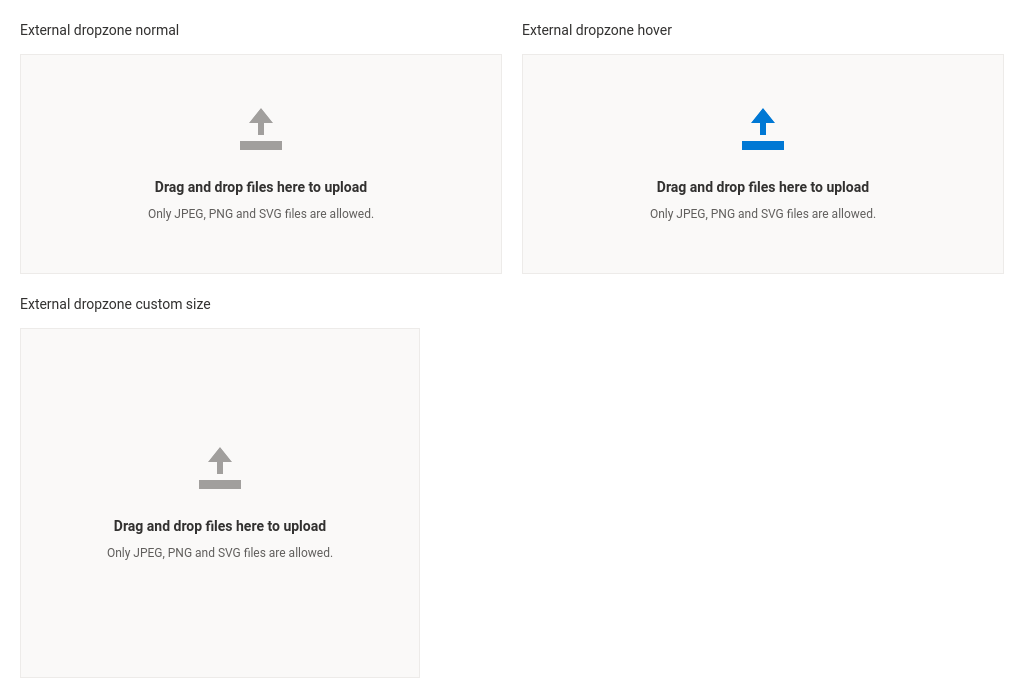 External dropzone normal
External dropzone hover
Drag and drop files here to upload
Only JPEG, PNG and SVG files are allowed.
Drag and drop files here to upload
Only JPEG, PNG and SVG files are allowed.
External dropzone custom size
Drag and drop files here to upload
Only JPEG, PNG and SVG files are allowed.